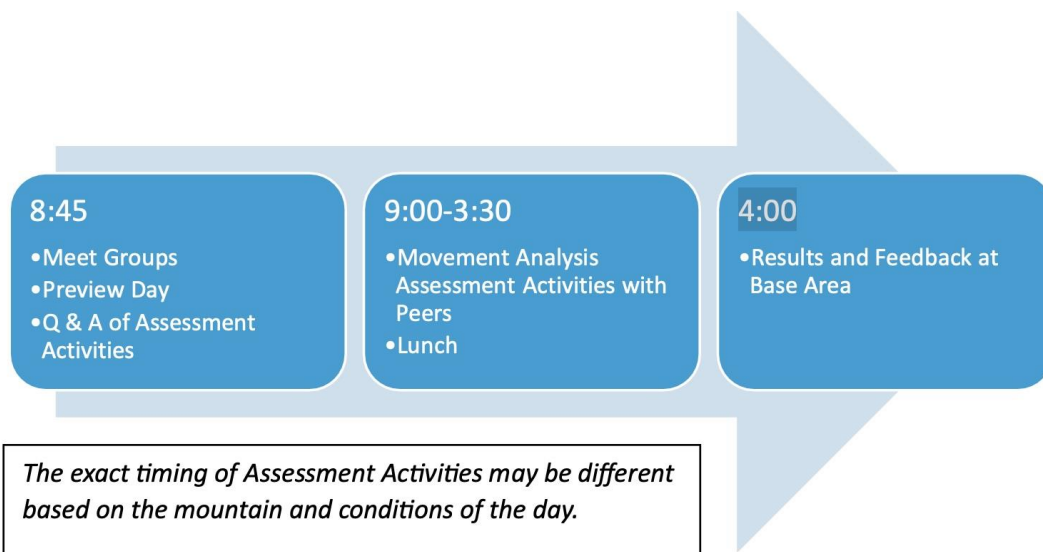 8:45
•Meet Groups
•Preview Day
•Q & A of Assessment
Activities
9:00-3:30
•Movement Analysis
Assessment Activities with
Peers
•Lunch
4:00
•Results and Feedback at
Base Area
The exact timing of Assessment Activities may be different
based on the mountain and conditions of the day.